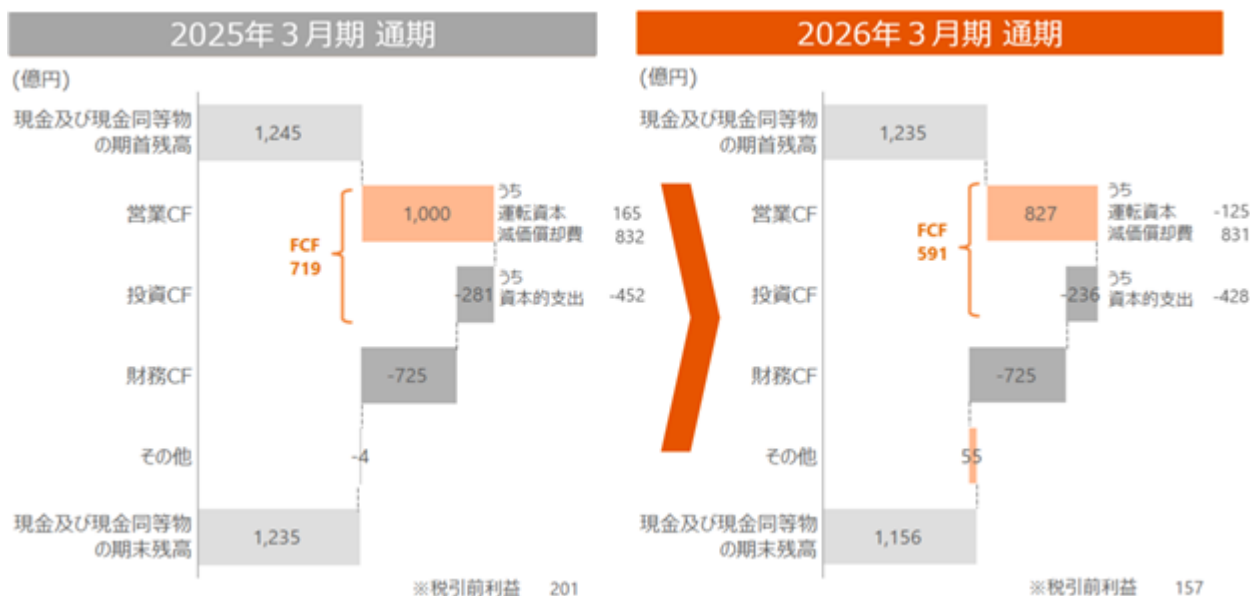 2025年3月期 通期
(億円)
現金及び現金同等物
の期首残高
1,245
営業CF
1,000
うち
運転資本 165
減価償却費 832
FCF
719
投資CF
-281
うち
資本的支出 -452
財務CF
-725
その他
-4
現金及び現金同等物
の期末残高
1,235
※税引前利益 201
2026年3月期 通期
(億円)
現金及び現金同等物
の期首残高
1,235
営業CF
827
うち
運転資本 -125
減価償却費 831
FCF
591
投資CF
-236
うち
資本的支出 -428
財務CF
-725
その他
55
現金及び現金同等物
の期末残高
1,156
※税引前利益 157